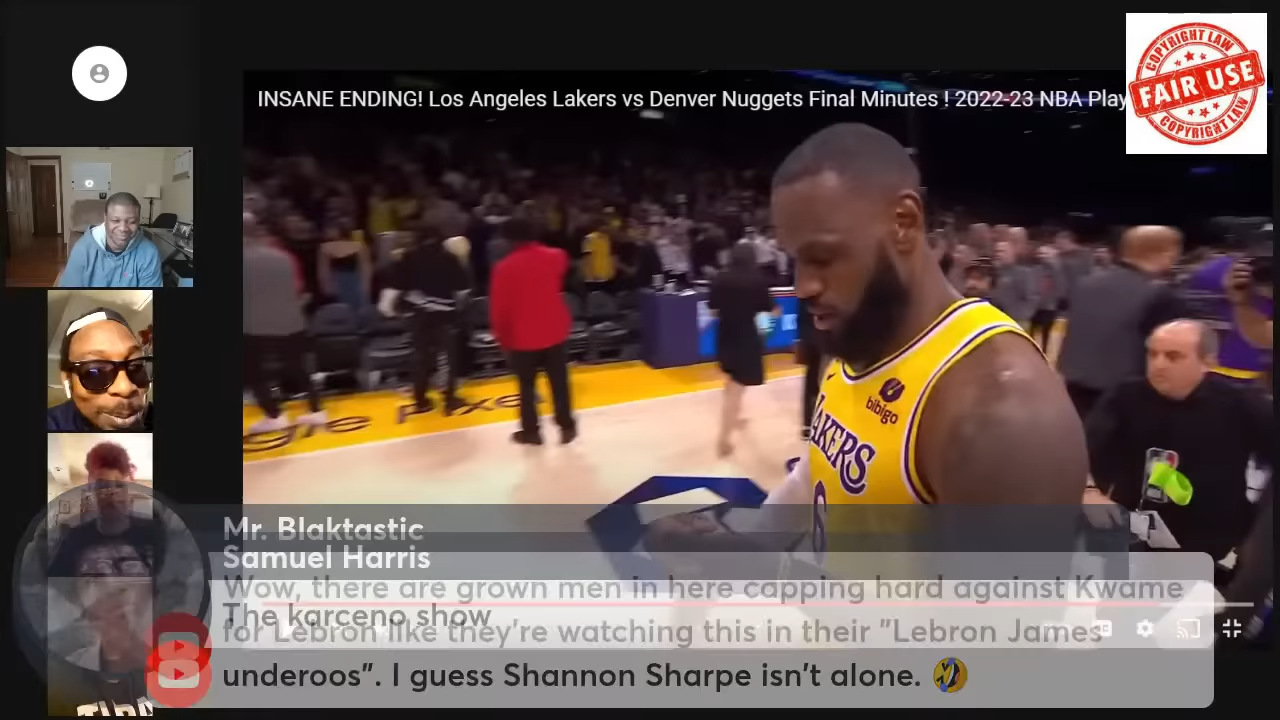 INSANE ENDING! Los Angeles Lakers vs Denver Nuggets Final Minutes ! 2022-23 NBA Play
COPYRIGHT LAW
FAIR USE
COPYRIGHT LAW
bibigo
LAKERS
6
gle Pixel
Mr. Blaktastic
Samuel Harris
Wow, there are grown men in here capping hard against Kwame
The karceno show
for Lebron like they're watching this in their "Lebron James
underoos". I guess Shannon Sharpe isn't alone. 🤣